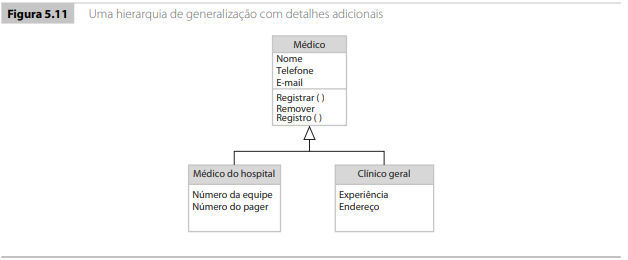 Figura 5.11 Uma hierarquia de generalização com detalhes adicionais
Médico
Nome
Telefone
E-mail
Registrar ( )
Remover
Registro ( )
Médico do hospital
Número da equipe
Número do pager
Clínico geral
Experiência
Endereço